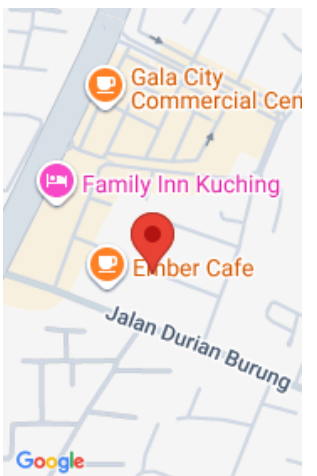 Gala City
Commercial Cen
Family Inn Kuching
Ember Cafe
Jalan Durian Burung
Google